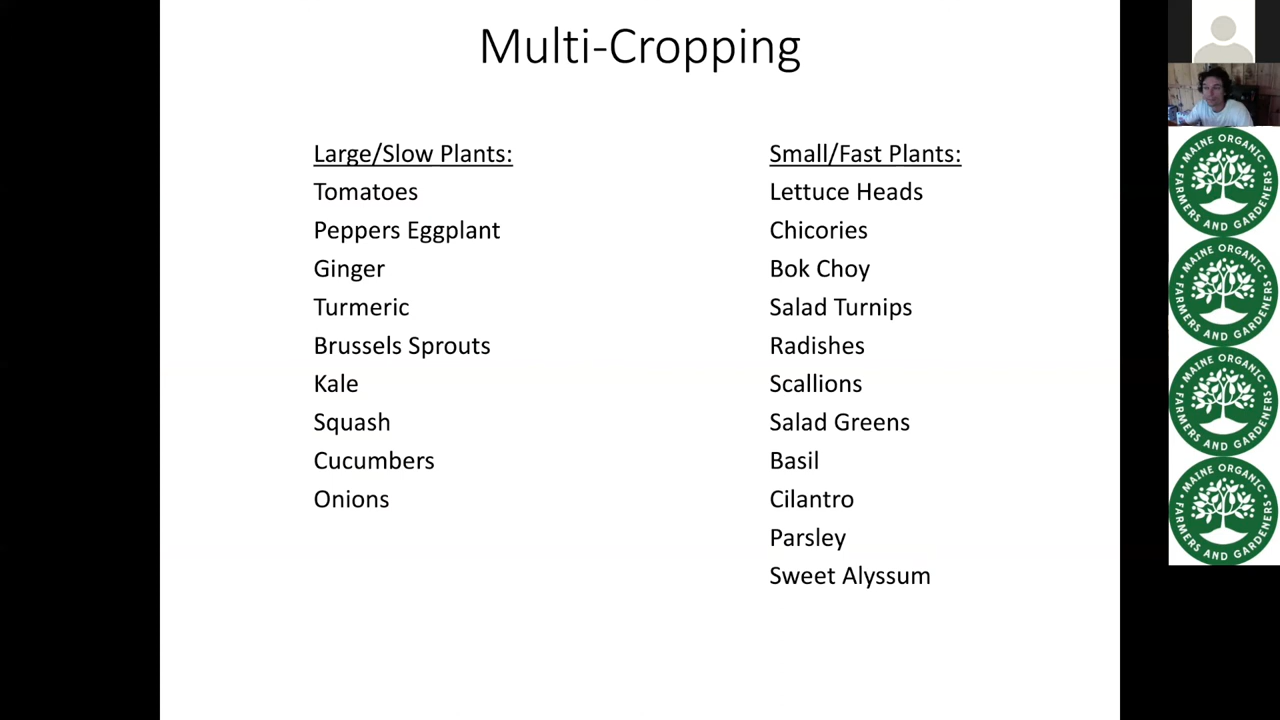 Multi-Cropping
Large/Slow Plants:
Tomatoes
Peppers Eggplant
Ginger
Turmeric
Brussels Sprouts
Kale
Squash
Cucumbers
Onions
Small/Fast Plants:
Lettuce Heads
Chicories
Bok Choy
Salad Turnips
Radishes
Scallions
Salad Greens
Basil
Cilantro
Parsley
Sweet Alyssum
MAINE ORGANIC
FARMERS AND GARDENERS
MAINE ORGANIC
FARMERS AND GARDENERS
MAINE ORGANIC
FARMERS AND GARDENERS
MAINE ORGANIC
FARMERS AND GARDENERS